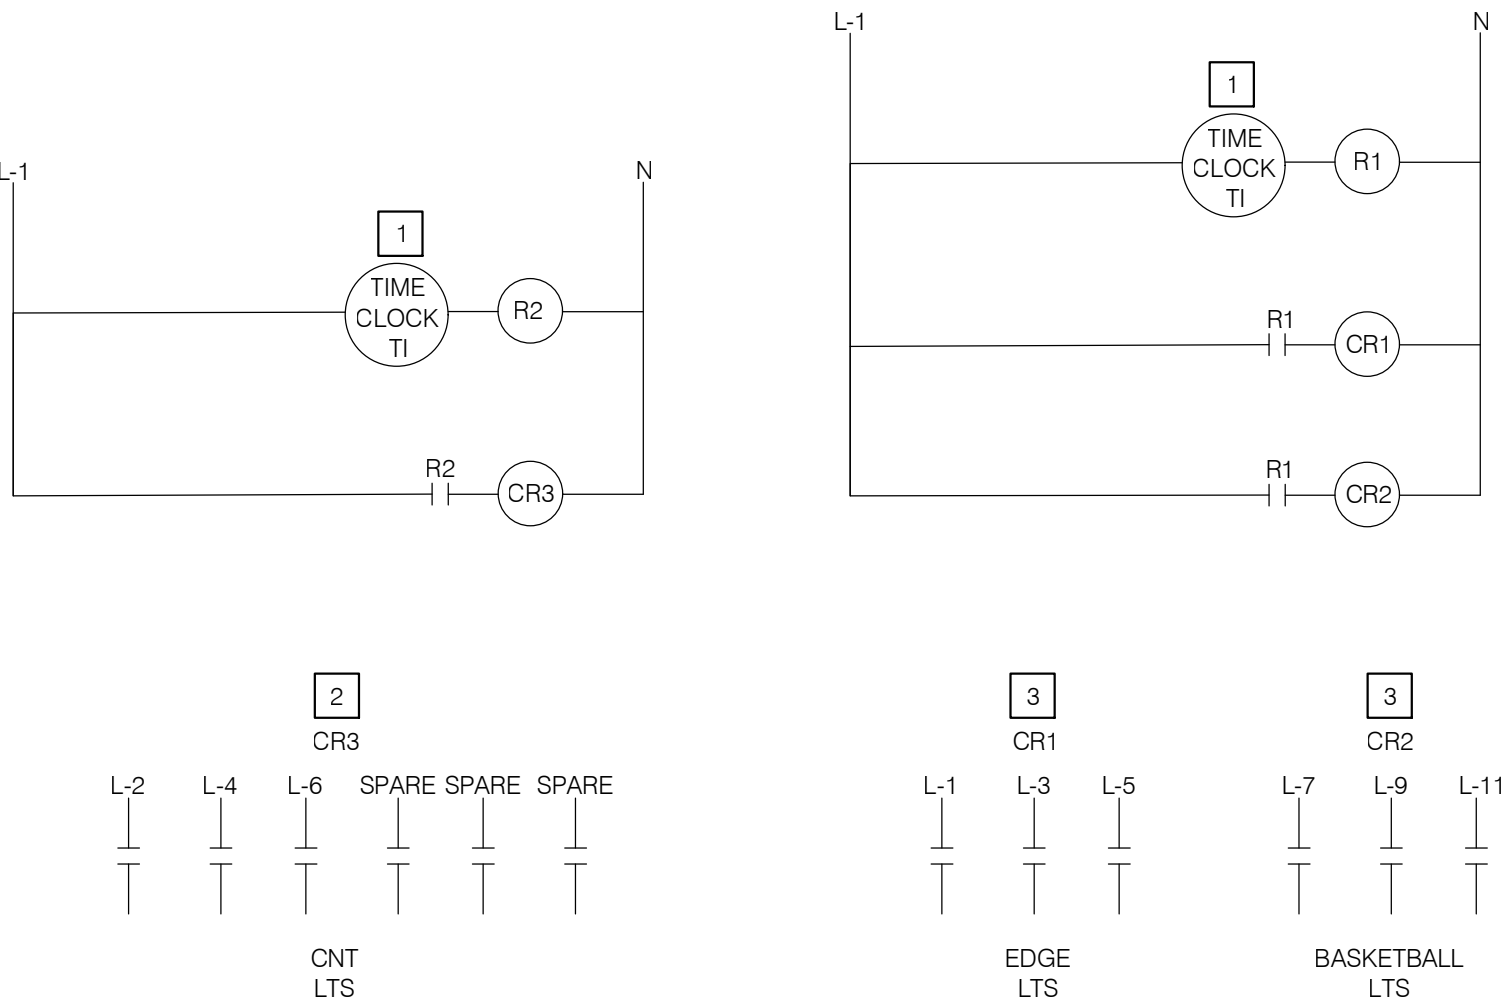 L-1
N
1
TIME
CLOCK
TI
R2
R2
CR3
L-1
N
1
TIME
CLOCK
TI
R1
R1
CR1
R1
CR2
2
CR3
L-2 L-4 L-6 SPARE SPARE SPARE
CNT
LTS
3
CR1
L-1 L-3 L-5
EDGE
LTS
3
CR2
L-7 L-9 L-11
BASKETBALL
LTS